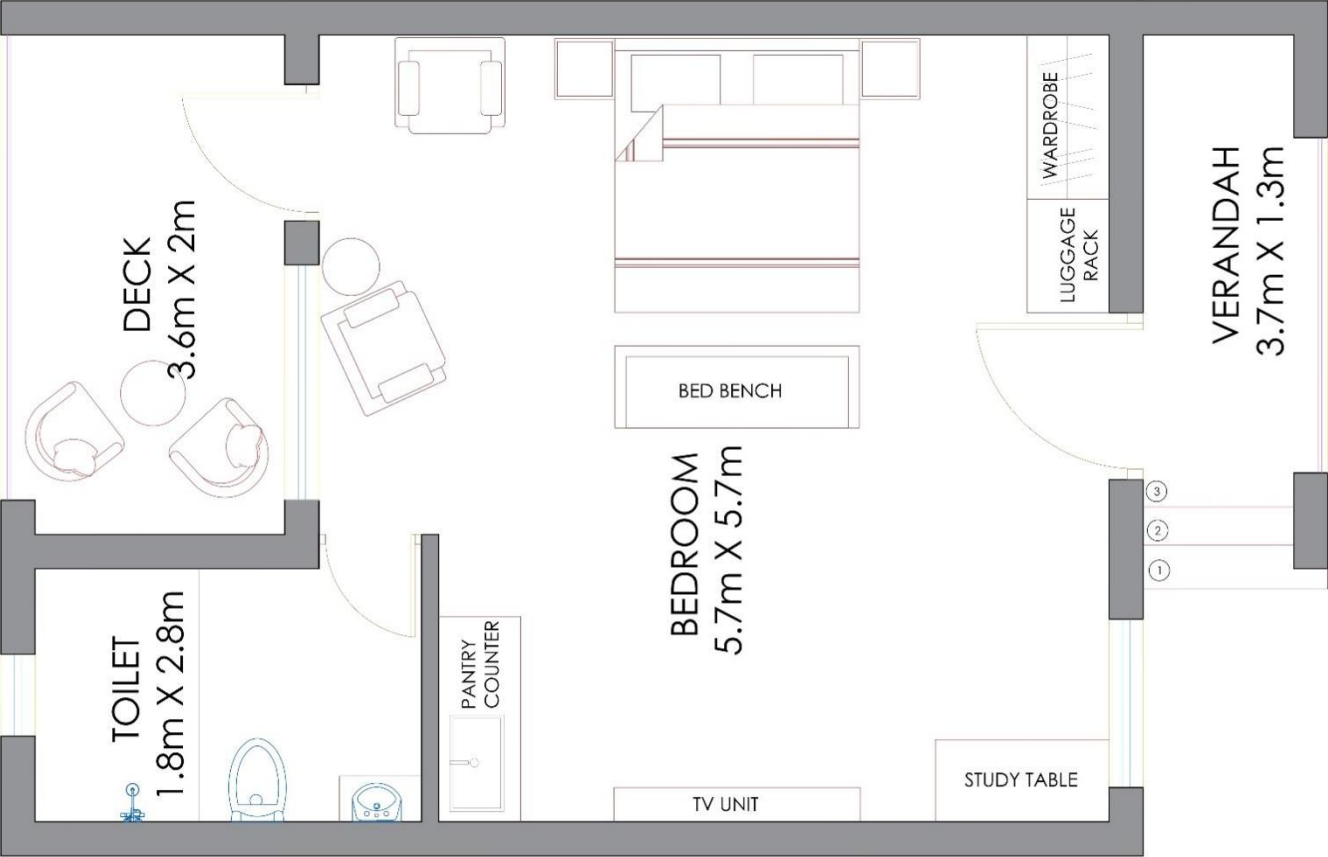 DECK
3.6m X 2m
WARDROBE
LUGGAGE
RACK
VERANDAH
3.7m X 1.3m
BED BENCH
BEDROOM
5.7m X 5.7m
3
2
1
TOILET
1.8m X 2.8m
PANTRY
COUNTER
TV UNIT
STUDY TABLE